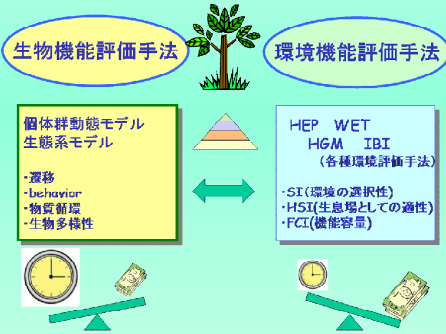 生物機能評価手法
環境機能評価手法
個体群動態モデル
生態系モデル
・遷移
・behavior
・物質循環
・生物多様性
HEP WET
HGM IBI
(各種環境評価手法)
・SI(環境の選択性)
・HSI(生息場としての適性)
・FCI(機能容量)